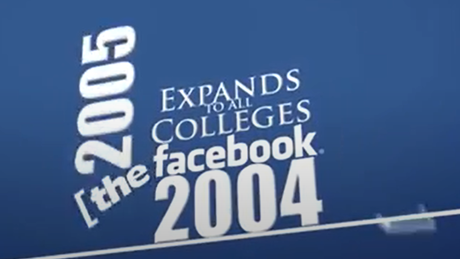 2005
EXPANDS
TO ALL
COLLEGES
[the facebook.
2004